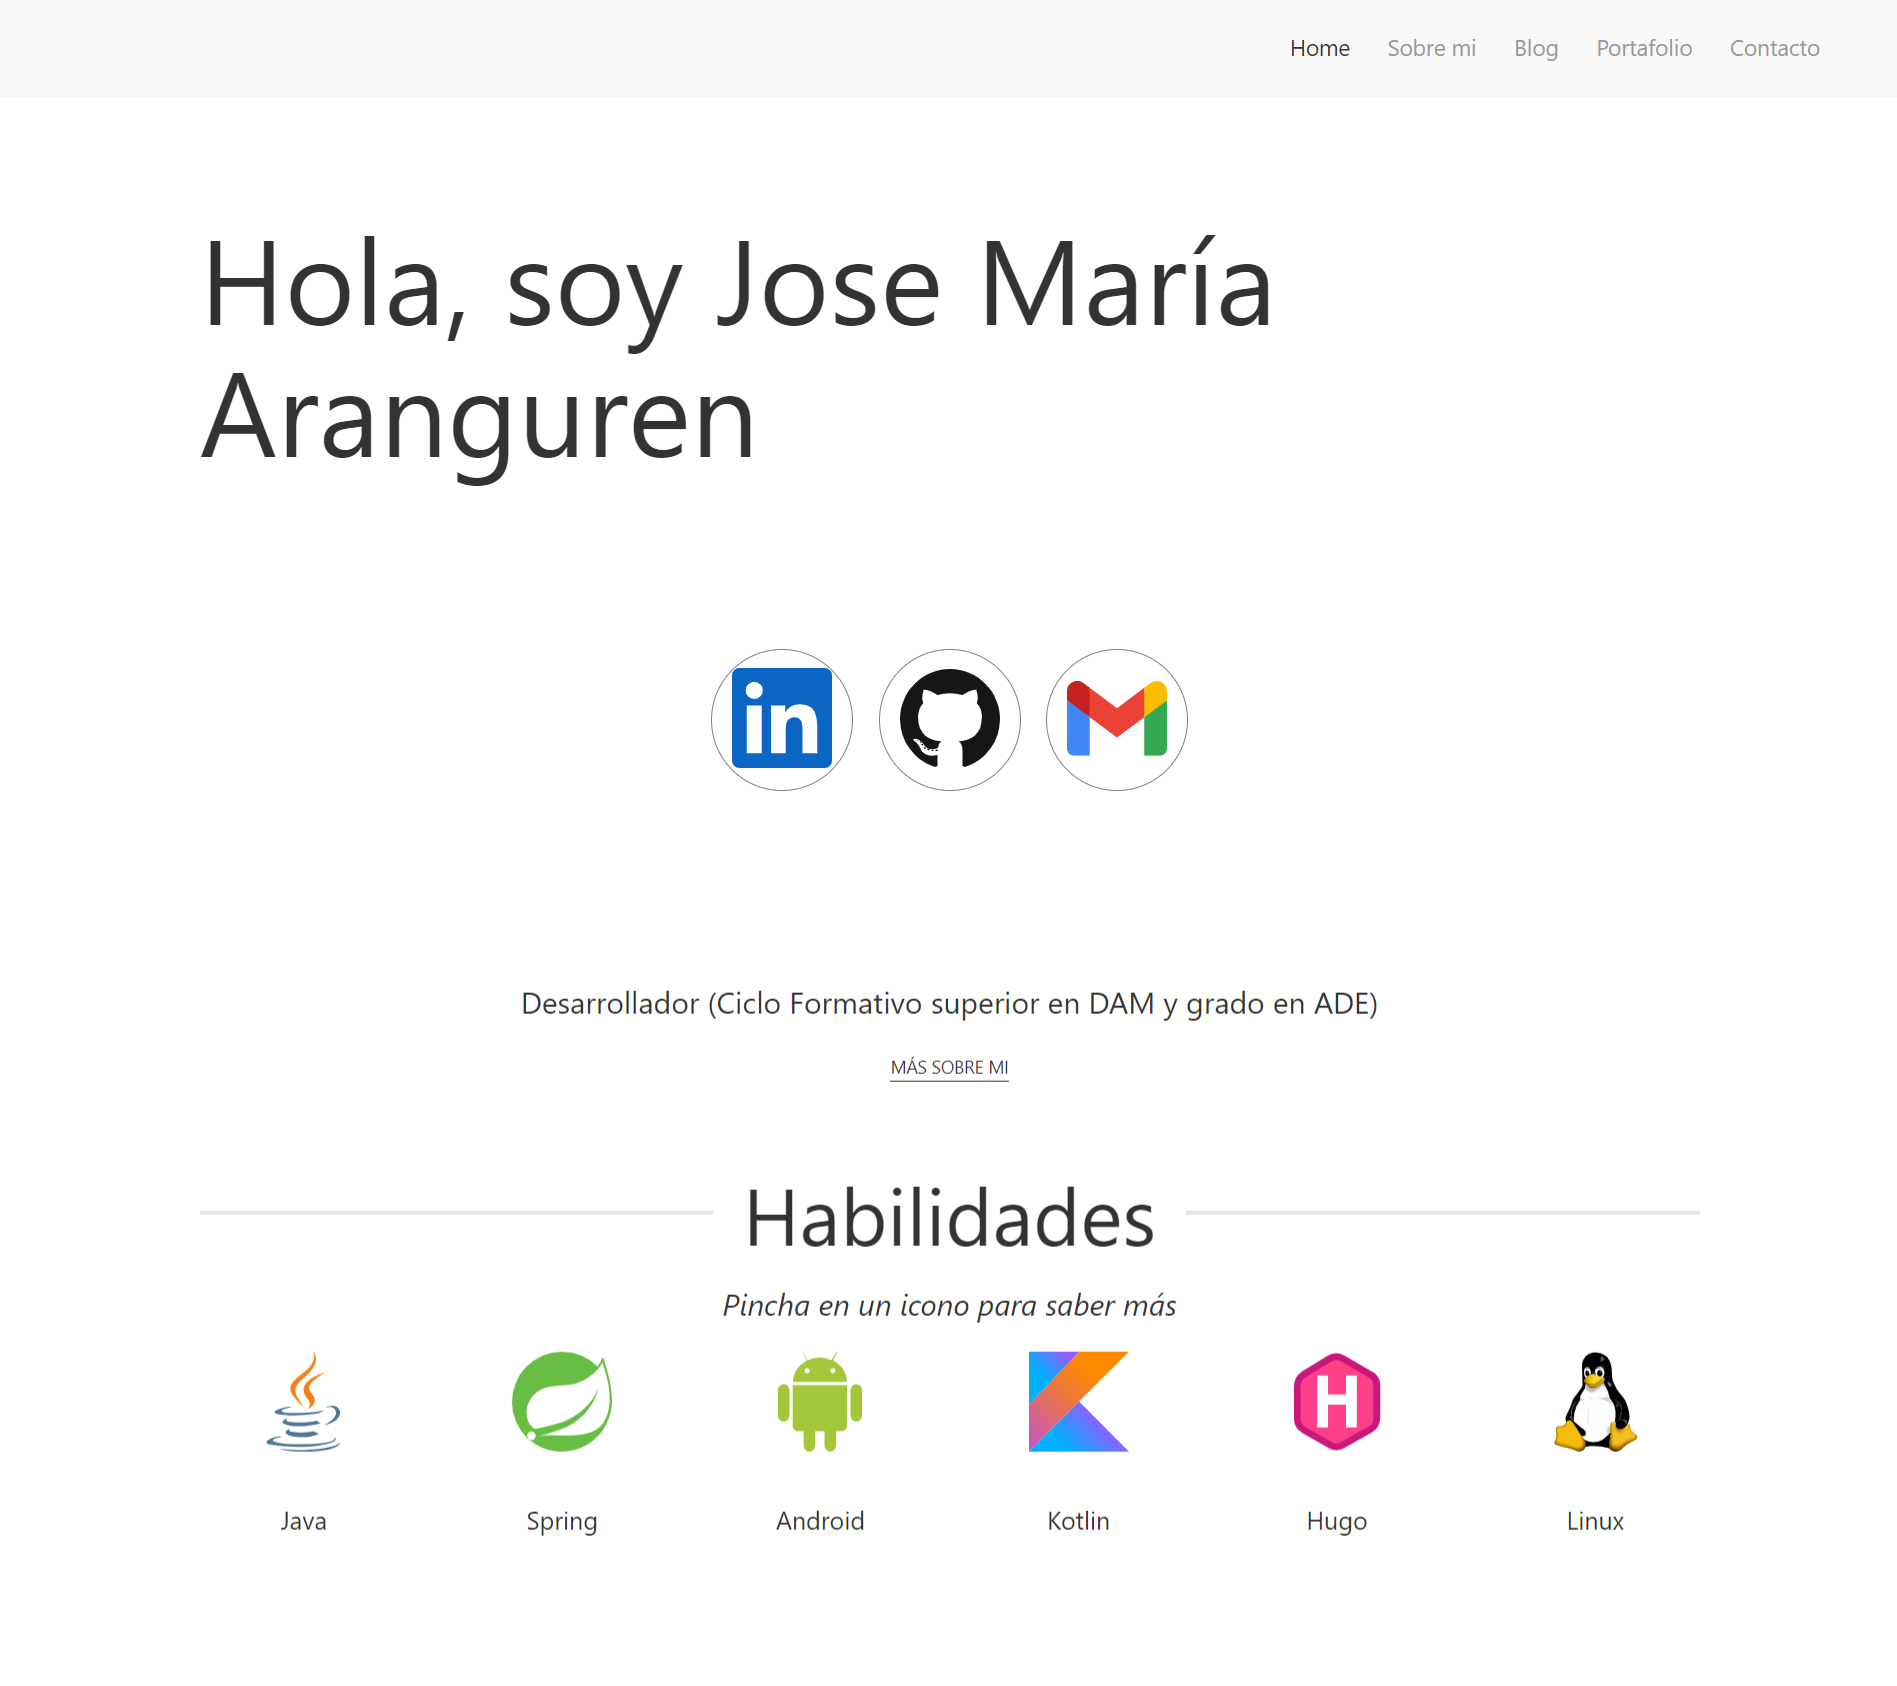 Home Sobre mi Blog Portafolio Contacto
Hola, soy Jose María
Aranguren
in
Desarrollador (Ciclo Formativo superior en DAM y grado en ADE)
MÁS SOBRE MI
Habilidades
Pincha en un icono para saber más
H
Java Spring Android Kotlin Hugo Linux